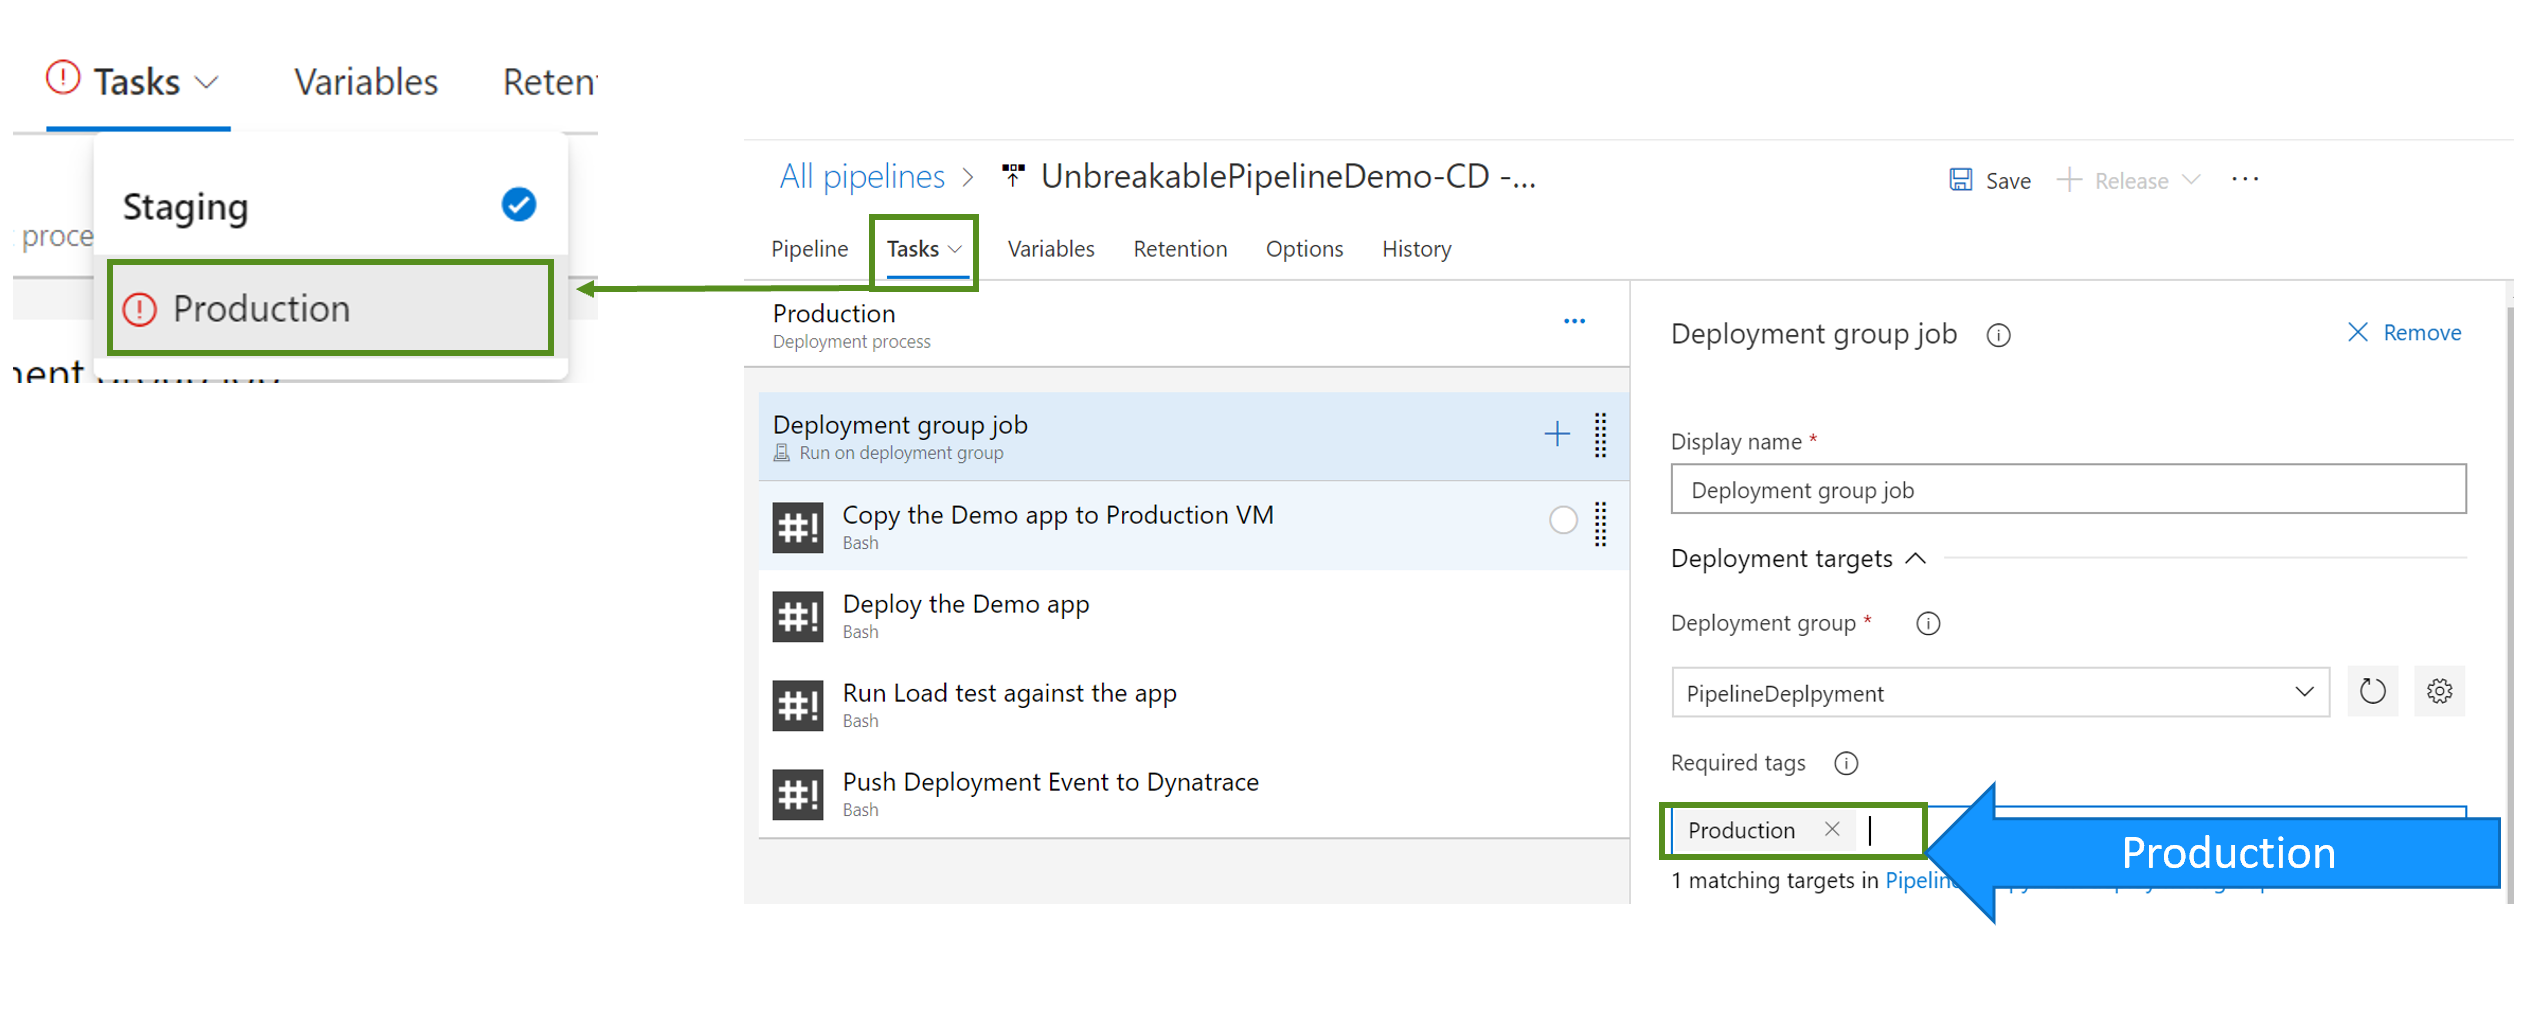 Tasks
Variables
Reten
Staging
proce
Production
All pipelines > UnbreakablePipelineDemo-CD -...
Save
Release
...
Pipeline
Tasks
Variables
Retention
Options
History
Production
Deployment process
Deployment group job
Run on deployment group
Copy the Demo app to Production VM
Bash
Deploy the Demo app
Bash
Run Load test against the app
Bash
Push Deployment Event to Dynatrace
Bash
Deployment group job
Remove
Display name *
Deployment group job
Deployment targets
Deployment group *
PipelineDeplpyment
Required tags
Production
Production
1 matching targets in